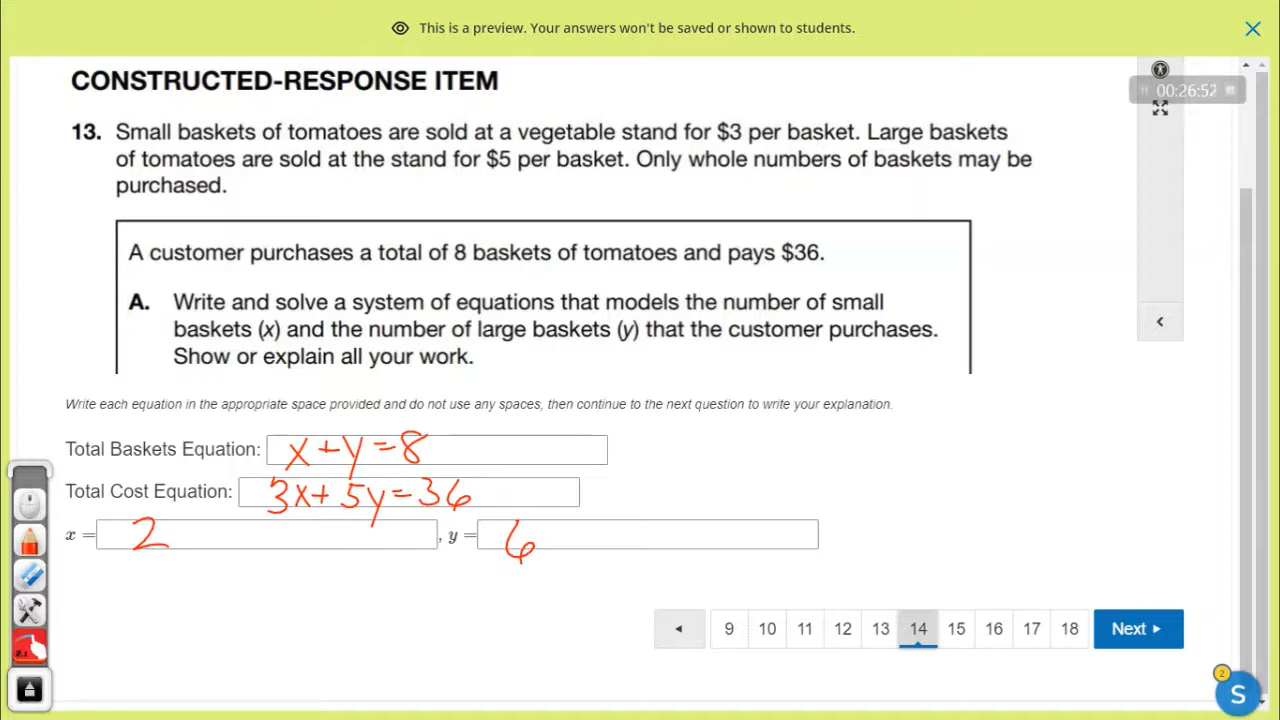 This is a preview. Your answers won't be saved or shown to students.
CONSTRUCTED-RESPONSE ITEM
00:26:52
13. Small baskets of tomatoes are sold at a vegetable stand for $3 per basket. Large baskets
of tomatoes are sold at the stand for $5 per basket. Only whole numbers of baskets may be
purchased.
A customer purchases a total of 8 baskets of tomatoes and pays $36.
A. Write and solve a system of equations that models the number of small
baskets (x) and the number of large baskets (y) that the customer purchases.
Show or explain all your work.
Write each equation in the appropriate space provided and do not use any spaces, then continue to the next question to write your explanation.
Total Baskets Equation: x+y=8
Total Cost Equation: 3x+5y=36
x = 2 , y = 6
9 10 11 12 13 14 15 16 17 18 Next
2
S